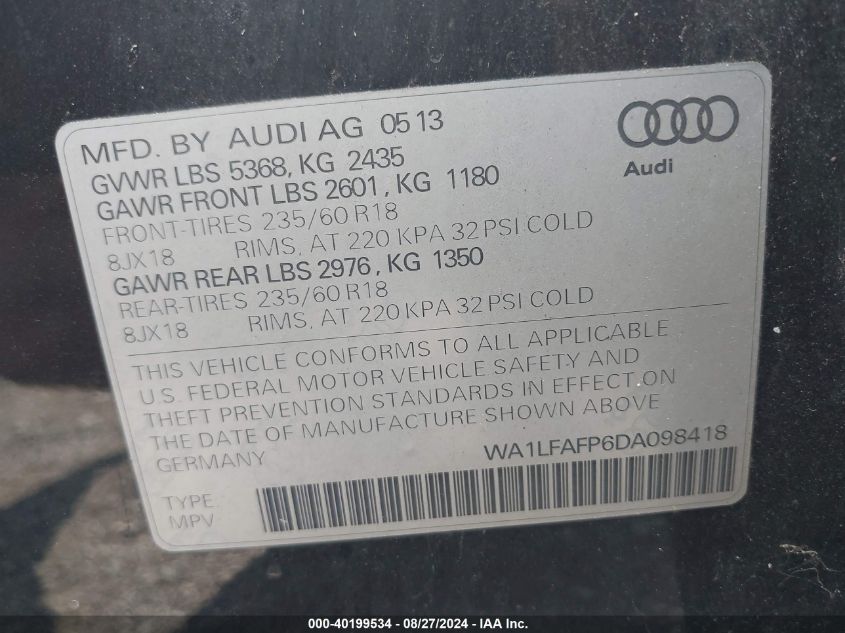 MFD. BY AUDI AG 0513
GVWR LBS 5368, KG 2435
GAWR FRONT LBS 2601, KG 1180
FRONT-TIRES 235/60 R18
8JX18 RIMS, AT 220 KPA 32 PSI COLD
GAWR REAR LBS 2976, KG 1350
REAR-TIRES 235/60 R18
8JX18 RIMS, AT 220 KPA 32 PSI COLD
Audi
THIS VEHICLE CONFORMS TO ALL APPLICABLE
U.S. FEDERAL MOTOR VEHICLE SAFETY AND
THEFT PREVENTION STANDARDS IN EFFECT ON
THE DATE OF MANUFACTURE SHOWN ABOVE
GERMANY WA1LFAFP6DA098418
TYPE
MPV
000-40199534 - 08/27/2024 - IAA Inc.